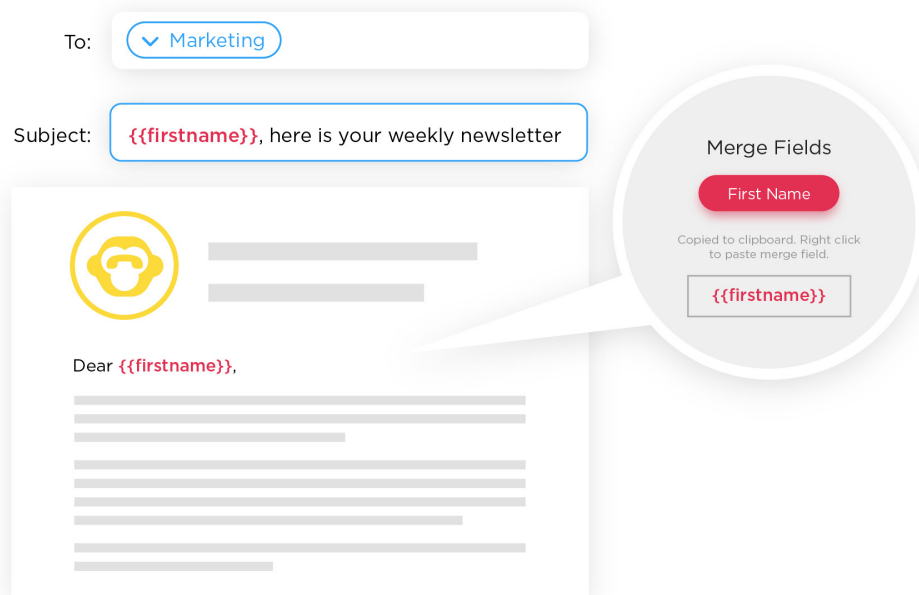 To:
Marketing
Subject:
{{firstname}}, here is your weekly newsletter
Merge Fields
First Name
Copied to clipboard. Right click
to paste merge field.
{{firstname}}
Dear {{firstname}},